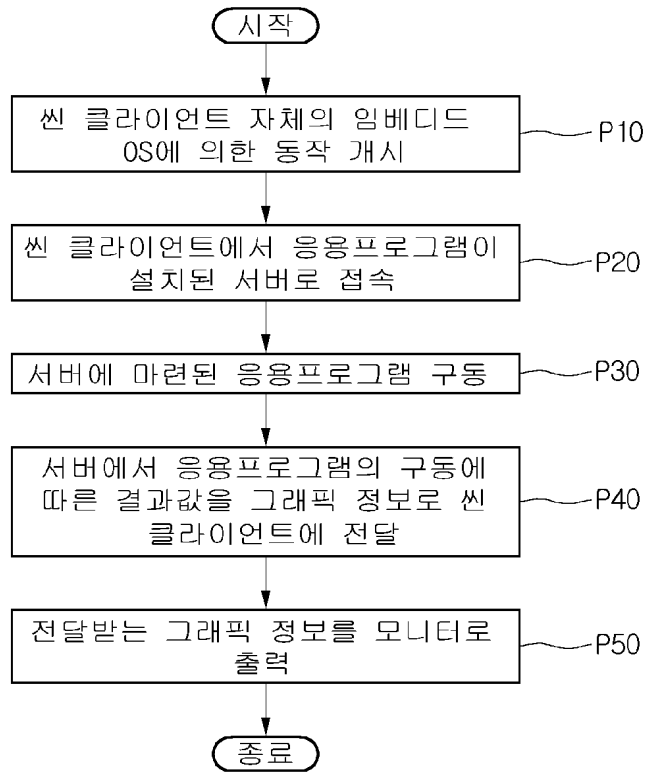 시작
씬 클라이언트 자체의 임베디드
OS에 의한 동작 개시
P10
씬 클라이언트에서 응용프로그램이
설치된 서버로 접속
P20
서버에 마련된 응용프로그램 구동
P30
서버에서 응용프로그램의 구동에
따른 결과값을 그래픽 정보로 씬
클라이언트에 전달
P40
전달받는 그래픽 정보를 모니터로
출력
P50
종료